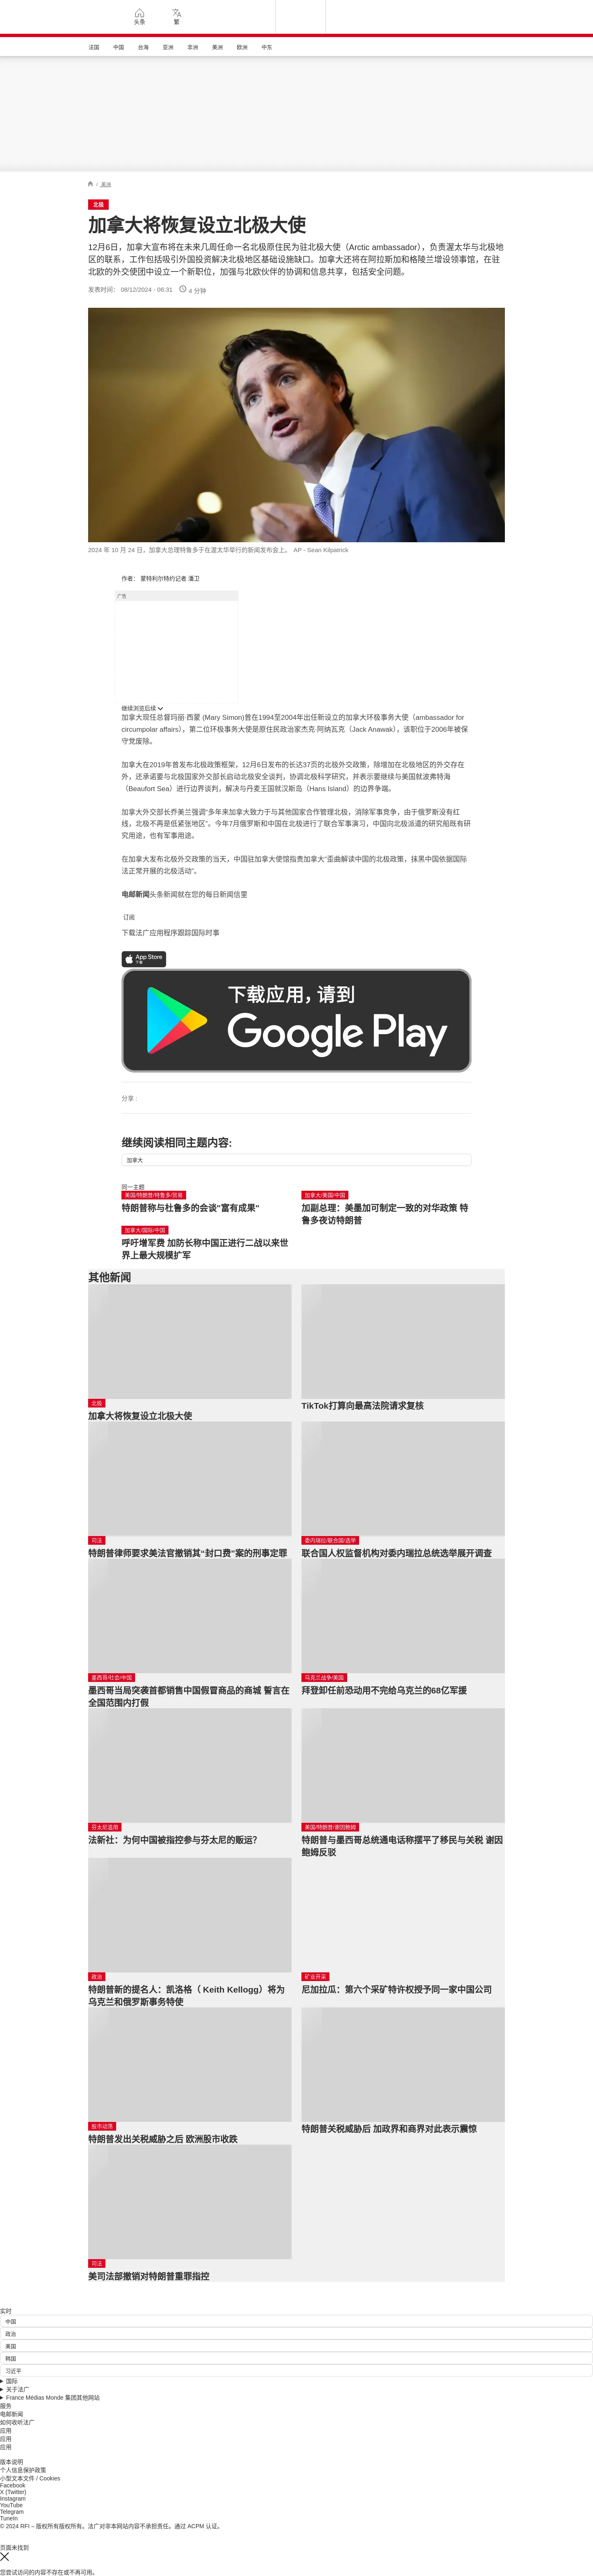 头条
繁
法国 中国 台海 亚洲 非洲 美洲 欧洲 中东
/ 美洲
北极
加拿大将恢复设立北极大使
12月6日，加拿大宣布将在未来几周任命一名北极原住民为驻北极大使（Arctic ambassador），负责渥太华与北极地
区的联系，工作包括吸引外国投资解决北极地区基础设施缺口。加拿大还将在阿拉斯加和格陵兰增设领事馆，在驻
北欧的外交使团中设立一个新职位，加强与北欧伙伴的协调和信息共享，包括安全问题。
发表时间： 08/12/2024 - 06:31 4 分钟
2024 年 10 月 24 日，加拿大总理特鲁多于在渥太华举行的新闻发布会上。 AP - Sean Kilpatrick
作者： 蒙特利尔特约记者 潘卫
广告
继续浏览后续
加拿大现任总督玛丽·西蒙 (Mary Simon)曾在1994至2004年出任新设立的加拿大环极事务大使（ambassador for
circumpolar affairs），第二位环极事务大使是原住民政治家杰克·阿纳瓦克（Jack Anawak），该职位于2006年被保
守党废除。
加拿大在2019年曾发布北极政策框架，12月6日发布的长达37页的北极外交政策，除增加在北极地区的外交存在
外，还承诺要与北极国家外交部长启动北极安全谈判，协调北极科学研究，并表示要继续与美国就波弗特海
（Beaufort Sea）进行边界谈判，解决与丹麦王国就汉斯岛（Hans Island）的边界争端。
加拿大外交部长乔美兰强调“多年来加拿大致力于与其他国家合作管理北极，消除军事竞争，由于俄罗斯没有红
线，北极不再是低紧张地区”。今年7月俄罗斯和中国在北极进行了联合军事演习，中国向北极派遣的研究船既有研
究用途，也有军事用途。
在加拿大发布北极外交政策的当天，中国驻加拿大使馆指责加拿大“歪曲解读中国的北极政策，抹黑中国依据国际
法正常开展的北极活动”。
电邮新闻头条新闻就在您的每日新闻信里
订阅
下载法广应用程序跟踪国际时事
App Store
下载
下载应用，请到
Google Play
分享 :
继续阅读相同主题内容:
加拿大
同一主题
美国/特朗普/特鲁多/贸易
特朗普称与杜鲁多的会谈“富有成果”
加拿大/美国/中国
加副总理：美墨加可制定一致的对华政策 特
鲁多夜访特朗普
加拿大/国际/中国
呼吁增军费 加防长称中国正进行二战以来世
界上最大规模扩军
其他新闻
北极
加拿大将恢复设立北极大使
TikTok打算向最高法院请求复核
司法
特朗普律师要求美法官撤销其“封口费”案的刑事定罪
委内瑞拉/联合国/选举
联合国人权监督机构对委内瑞拉总统选举展开调查
墨西哥/社会/中国
墨西哥当局突袭首都销售中国假冒商品的商城 誓言在
全国范围内打假
乌克兰战争/美国
拜登卸任前恐动用不完给乌克兰的68亿军援
芬太尼滥用
法新社：为何中国被指控参与芬太尼的贩运？
美国/特朗普/谢因鲍姆
特朗普与墨西哥总统通电话称摆平了移民与关税 谢因
鲍姆反驳
政治
特朗普新的提名人：凯洛格（ Keith Kellogg）将为
乌克兰和俄罗斯事务特使
矿业开采
尼加拉瓜：第六个采矿特许权授予同一家中国公司
股市动荡
特朗普发出关税威胁之后 欧洲股市收跌
特朗普关税威胁后 加政界和商界对此表示震惊
司法
美司法部撤销对特朗普重罪指控
实时
中国
政治
美国
韩国
习近平
国际
关于法广
France Médias Monde 集团其他网站
服务
电邮新闻
如何收听法广
应用
应用
应用
版本说明
个人信息保护政策
小型文本文件 / Cookies
Facebook
X (Twitter)
Instagram
YouTube
Telegram
TuneIn
© 2024 RFI – 版权所有版权所有。法广对非本网站内容不承担责任。通过 ACPM 认证。
页面未找到
您尝试访问的内容不存在或不再可用。